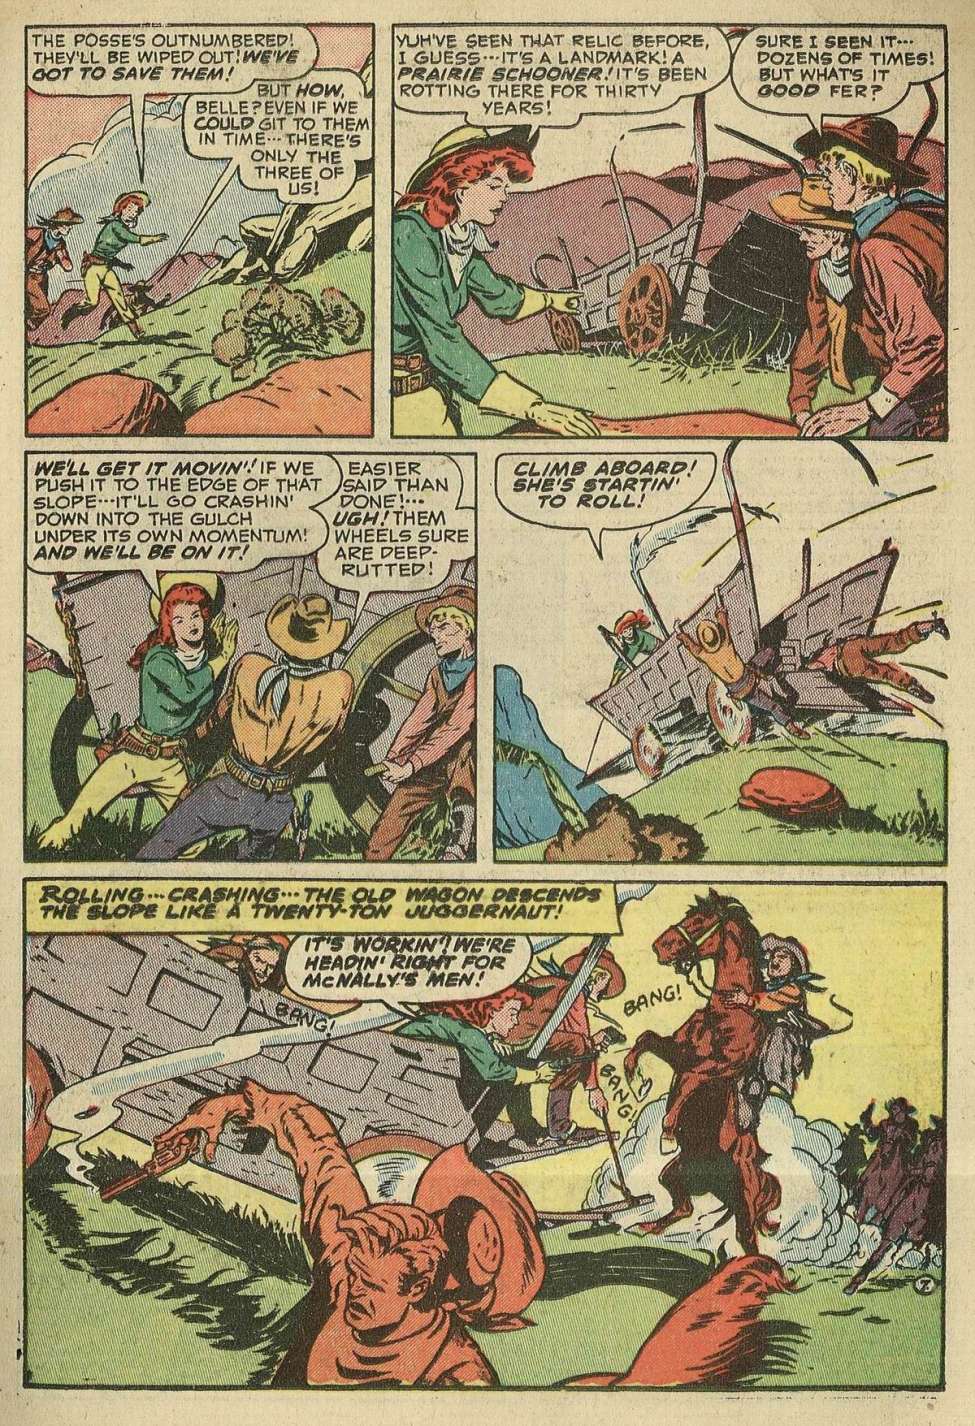 THE POSSE'S OUTNUMBERED!
THEY'LL BE WIPED OUT! WE'VE
GOT TO SAVE THEM!
BUT HOW,
BELLE? EVEN IF WE
COULD GIT TO THEM
IN TIME--- THERE'S
ONLY THE
THREE OF
US!
YUH'VE SEEN THAT RELIC BEFORE,
I GUESS--- IT'S A LANDMARK! A
PRAIRIE SCHOONER! IT'S BEEN
ROTTING THERE FOR THIRTY
YEARS!
SURE I SEEN IT---
DOZENS OF TIMES!
BUT WHAT'S IT
GOOD FER?
WE'LL GET IT MOVIN'! IF WE
PUSH IT TO THE EDGE OF THAT
SLOPE--- IT'LL GO CRASHIN'
DOWN INTO THE GULCH
UNDER ITS OWN MOMENTUM!
AND WE'LL BE ON IT!
EASIER
SAID THAN
DONE!---
UGH! THEM
WHEELS SURE
ARE DEEP-
RUTTED!
CLIMB ABOARD!
SHE'S STARTIN'
TO ROLL!
ROLLING--- CRASHING--- THE OLD WAGON DESCENDS
THE SLOPE LIKE A TWENTY-TON JUGGERNAUT!
IT'S WORKIN'! WE'RE
HEADIN' RIGHT FOR
McNALLY'S MEN!
BANG!
BANG!
BANG!
7